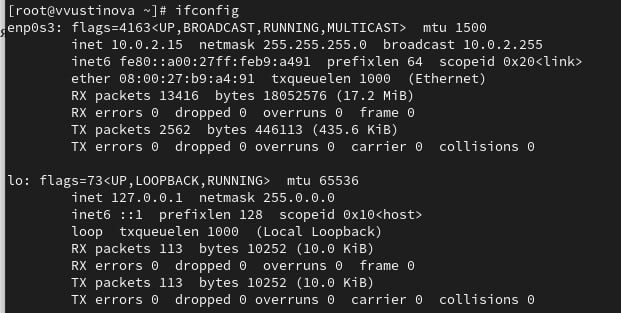 [root@vvustinova ~]# ifconfig
enp0s3: flags=4163<UP,BROADCAST,RUNNING,MULTICAST>  mtu 1500
        inet 10.0.2.15  netmask 255.255.255.0  broadcast 10.0.2.255
        inet6 fe80::a00:27ff:feb9:a491  prefixlen 64  scopeid 0x20<link>
        ether 08:00:27:b9:a4:91  txqueuelen 1000  (Ethernet)
        RX packets 13416  bytes 18052576 (17.2 MiB)
        RX errors 0  dropped 0  overruns 0  frame 0
        TX packets 2562  bytes 446113 (435.6 KiB)
        TX errors 0  dropped 0 overruns 0  carrier 0  collisions 0

lo: flags=73<UP,LOOPBACK,RUNNING>  mtu 65536
        inet 127.0.0.1  netmask 255.0.0.0
        inet6 ::1  prefixlen 128  scopeid 0x10<host>
        loop  txqueuelen 1000  (Local Loopback)
        RX packets 113  bytes 10252 (10.0 KiB)
        RX errors 0  dropped 0  overruns 0  frame 0
        TX packets 113  bytes 10252 (10.0 KiB)
        TX errors 0  dropped 0 overruns 0  carrier 0  collisions 0